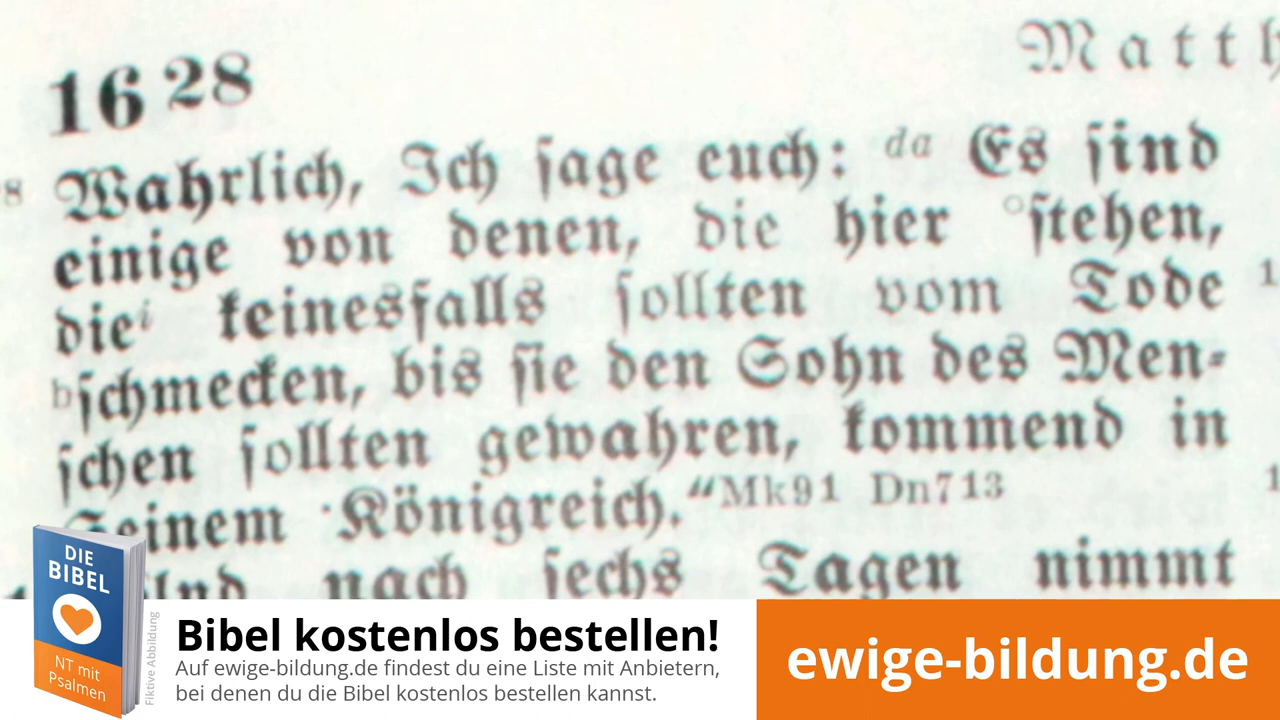 16 28
Matth
Wahrlich, Ich sage euch: da Es sind
einige von denen, die hier °stehen,
die i keinesfalls sollten vom Tode
b schmecken, bis sie den Sohn des Men-
schen sollten gewahren, kommend in
Seinem ·Königreich.“ Mk91 Dn713
Und nach sechs Tagen nimmt
DIE
BIBEL
NT mit
Psalmen
Fiktive Abbildung
Bibel kostenlos bestellen!
Auf ewige-bildung.de findest du eine Liste mit Anbietern,
bei denen du die Bibel kostenlos bestellen kannst.
ewige-bildung.de